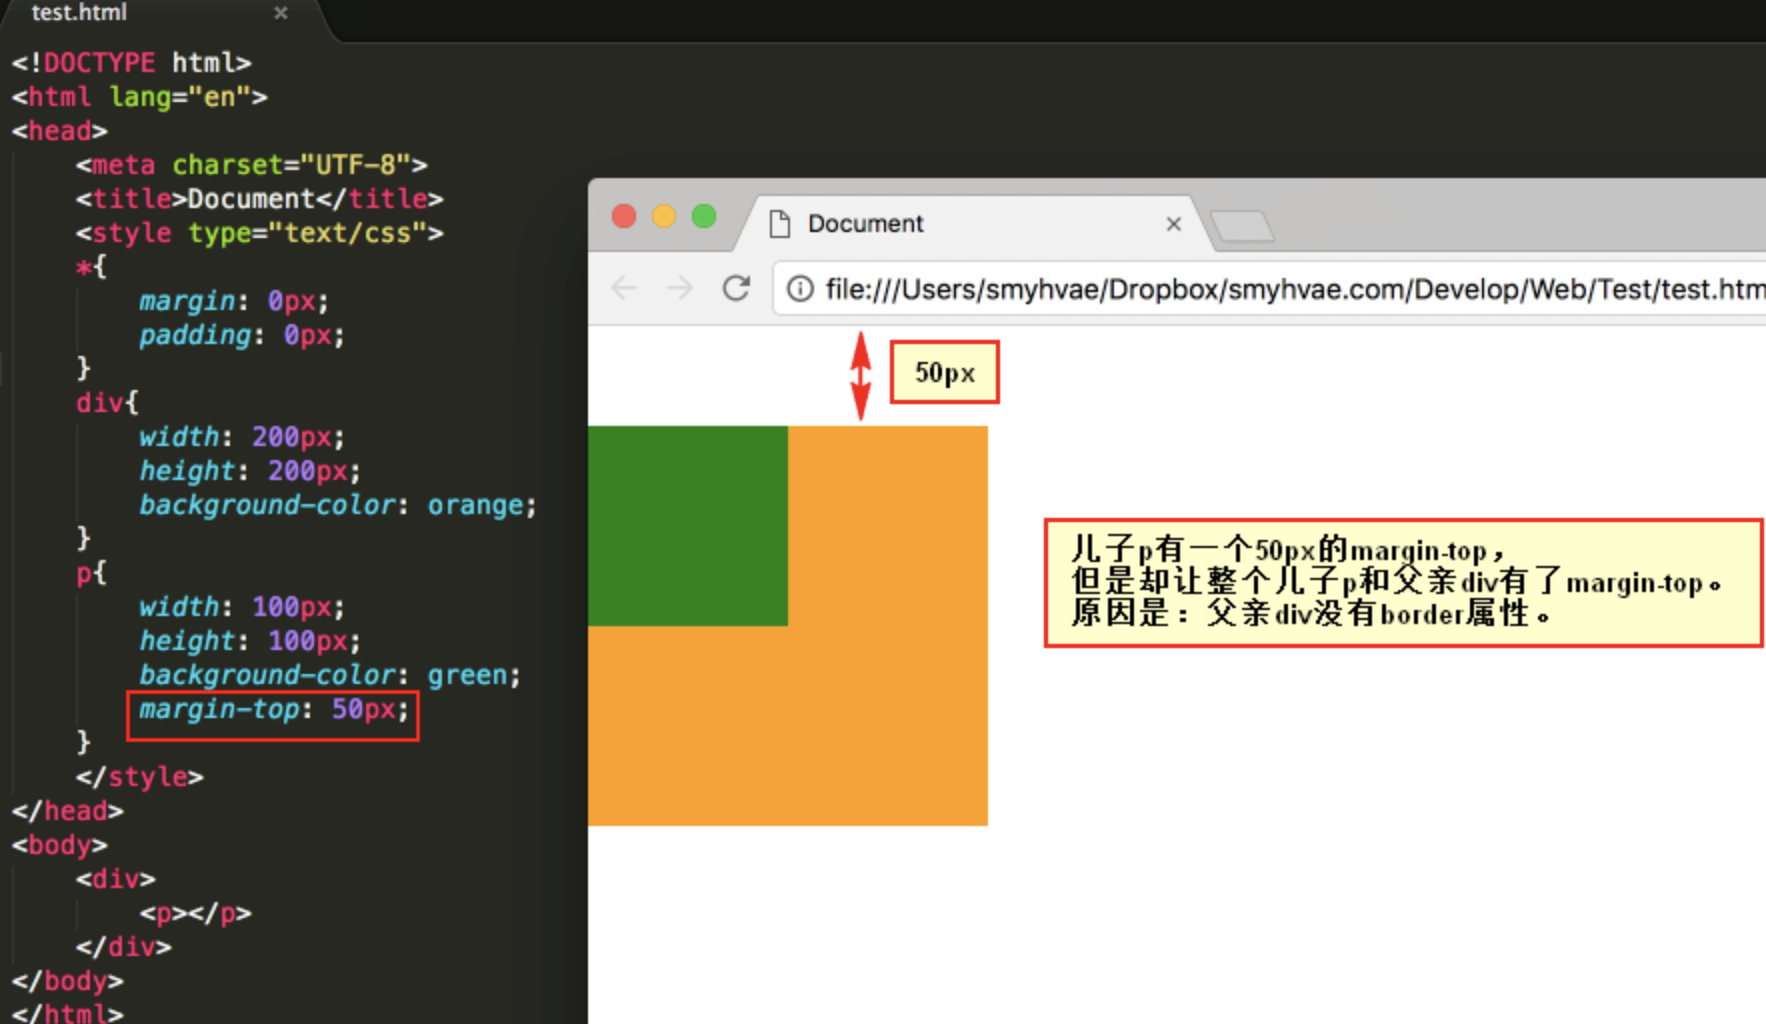 test.html
<!DOCTYPE html>
<html lang="en">
<head>
<meta charset="UTF-8">
<title>Document</title>
<style type="text/css">
*{
margin: 0px;
padding: 0px;
}
div{
width: 200px;
height: 200px;
background-color: orange;
}
p{
width: 100px;
height: 100px;
background-color: green;
margin-top: 50px;
}
</style>
</head>
<body>
<div>
<p></p>
</div>
</body>
</html>
Document
file:///Users/smyhvae/Dropbox/smyhvae.com/Develop/Web/Test/test.htm
50px
儿子p有一个50px的margin-top，
但是却让整个儿子p和父亲div有了margin-top。
原因是：父亲div没有border属性。